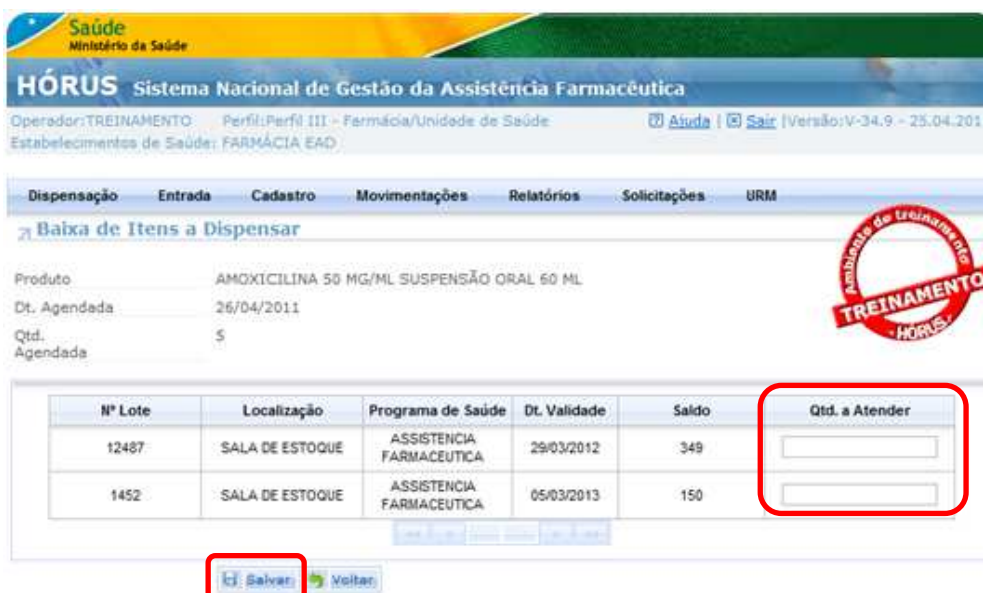 Saúde
Ministério da Saúde
HÓRUS Sistema Nacional de Gestão da Assistência Farmacêutica
Operador:TREINAMENTO Perfil:Perfil III - Farmácia/Unidade de Saúde Ajuda | Sair |Versão:V-34.9 - 25.04.201
Estabelecimentos de Saúde: FARMÁCIA EAD
Dispensação Entrada Cadastro Movimentações Relatórios Solicitações URM
Baixa de Itens a Dispensar
Ambiente de treinamento
TREINAMENTO
HÓRUS
Produto AMOXICILINA 50 MG/ML SUSPENSÃO ORAL 60 ML
Dt. Agendada 26/04/2011
Qtd. Agendada 5
Nº Lote Localização Programa de Saúde Dt. Validade Saldo Qtd. a Atender
12487 SALA DE ESTOQUE ASSISTENCIA FARMACEUTICA 29/03/2012 349
1452 SALA DE ESTOQUE ASSISTENCIA FARMACEUTICA 05/03/2013 150
Salvar Voltar